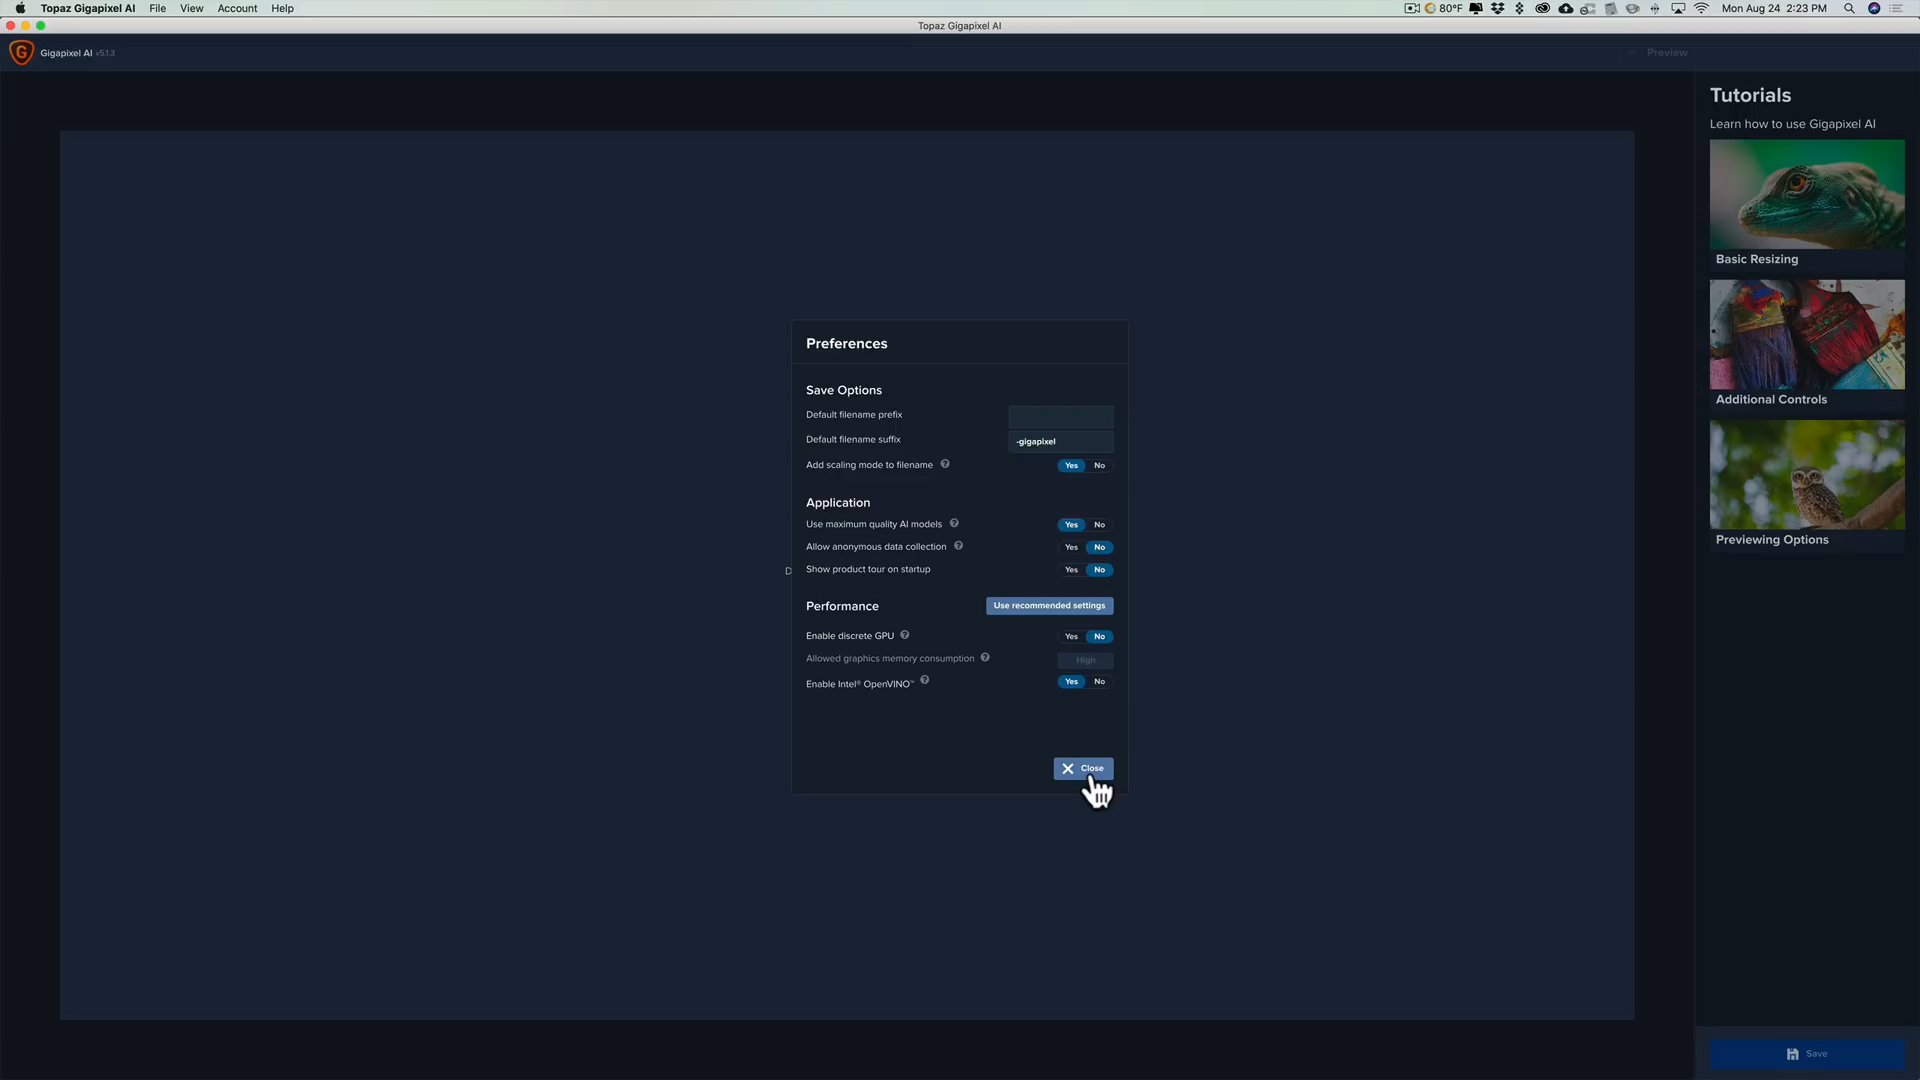 Topaz Gigapixel AI File View Account Help 80°F Mon Aug 24 2:23 PM
Topaz Gigapixel AI
G Gigapixel AI v5.1.3 Preview
Tutorials
Learn how to use Gigapixel AI
Basic Resizing
Additional Controls
Previewing Options
Preferences
Save Options
Default filename prefix
Default filename suffix -gigapixel
Add scaling mode to filename ? Yes No
Application
Use maximum quality AI models ? Yes No
Allow anonymous data collection ? Yes No
D
Show product tour on startup Yes No
Performance Use recommended settings
Enable discrete GPU ? Yes No
Allowed graphics memory consumption ? High
Enable Intel® OpenVINO™ ? Yes No
Close
Save